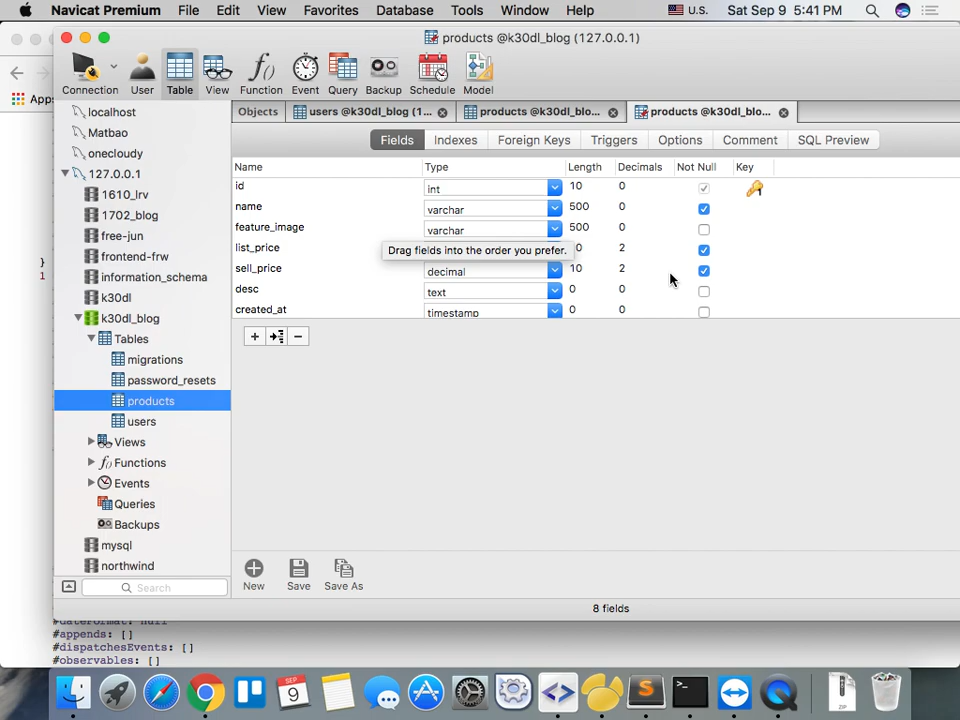 Navicat Premium File Edit View Favorites Database Tools Window Help U.S. Sat Sep 9 5:41 PM
products @k30dl_blog (127.0.0.1)
Connection User Table View Function Event Query Backup Schedule Model
Apps
Objects users @k30dl_blog (1... products @k30dl_blo... products @k30dl_blo...
Fields Indexes Foreign Keys Triggers Options Comment SQL Preview
Name Type Length Decimals Not Null Key
id int 10 0
name varchar 500 0
feature_image varchar 500 0
list_price 2
Drag fields into the order you prefer.
sell_price decimal 10 2
desc text 0 0
created_at timestamp 0 0
localhost
Matbao
onecloudy
127.0.0.1
1610_lrv
1702_blog
free-jun
frontend-frw
information_schema
k30dl
k30dl_blog
Tables
migrations
password_resets
products
users
Views
Functions
Events
Queries
Backups
mysql
northwind
Search
}
1
New Save Save As
8 fields
#dateFormat: null
#appends: []
#dispatchesEvents: []
#observables: []
SEP
9
ZIP